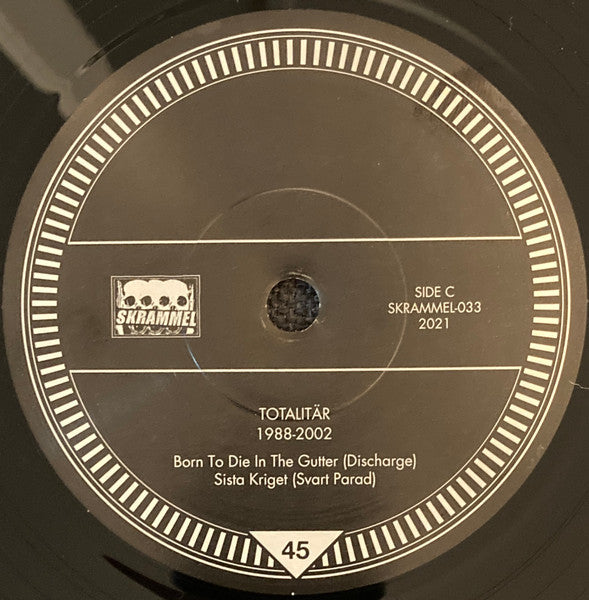 SKRAMMEL
SIDE C
SKRAMMEL-033
2021
TOTALITÄR
1988-2002
Born To Die In The Gutter (Discharge)
Sista Kriget (Svart Parad)
45